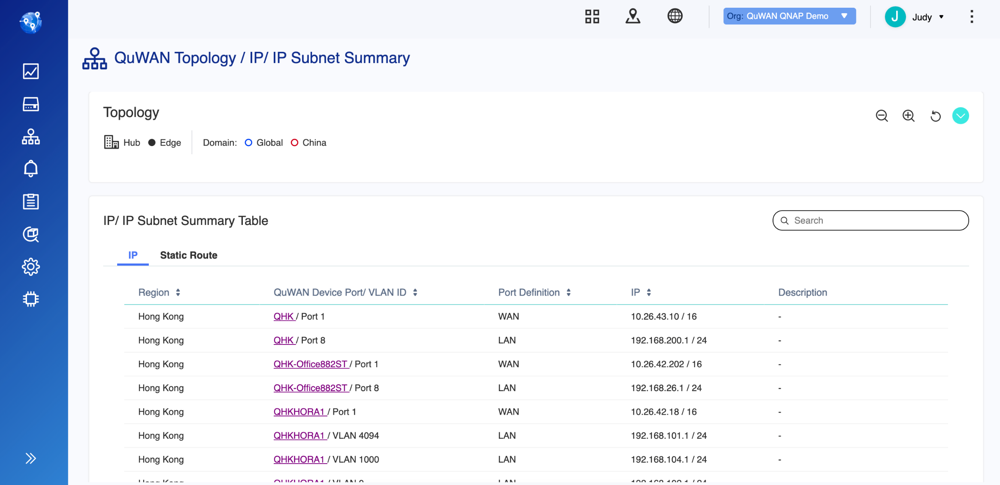 Org: QuWAN QNAP Demo
J
Judy
QuWAN Topology / IP/ IP Subnet Summary
Topology
Hub
Edge
Domain:
Global
China
IP/ IP Subnet Summary Table
Search
IP
Static Route
Region
QuWAN Device Port/ VLAN ID
Port Definition
IP
Description
Hong Kong QHK / Port 1 WAN 10.26.43.10 / 16 -
Hong Kong QHK / Port 8 LAN 192.168.200.1 / 24 -
Hong Kong QHK-Office882ST / Port 1 WAN 10.26.42.202 / 16 -
Hong Kong QHK-Office882ST / Port 8 LAN 192.168.26.1 / 24 -
Hong Kong QHKHORA1 / Port 1 WAN 10.26.42.18 / 16 -
Hong Kong QHKHORA1 / VLAN 4094 LAN 192.168.101.1 / 24 -
Hong Kong QHKHORA1 / VLAN 1000 LAN 192.168.104.1 / 24 -
Hong Kong QHKHORA1 / VLAN LAN